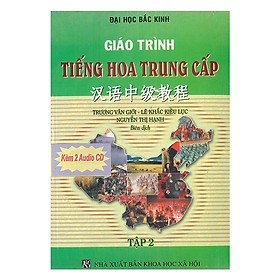 ĐẠI HỌC BẮC KINH
GIÁO TRÌNH
TIẾNG HOA TRUNG CẤP
汉语中级教程
TRƯƠNG VĂN GIỚI - LÊ KHẮC KIỀU LỤC
NGUYỄN THỊ HẠNH
Biên dịch
Kèm 2 Audio CD
TẬP 2
NHÀ XUẤT BẢN KHOA HỌC XÃ HỘI